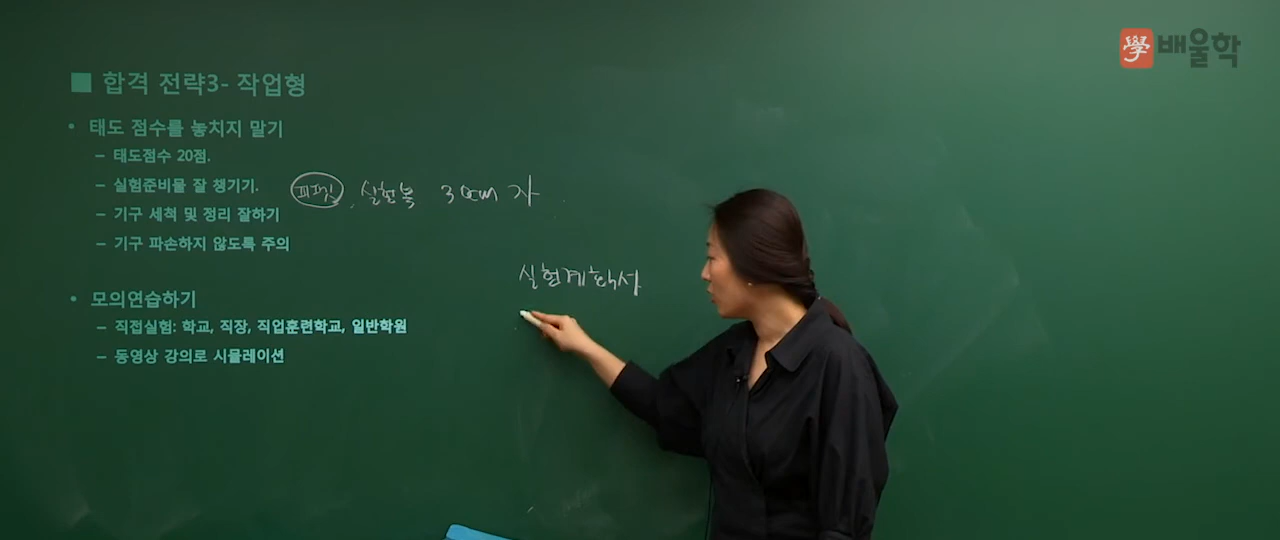 學 배울학
■ 합격 전략3- 작업형
• 태도 점수를 놓치지 말기
– 태도점수 20점.
– 실험준비물 잘 챙기기.
, 실험복 30cm 자
– 기구 세척 및 정리 잘하기
– 기구 파손하지 않도록 주의
실험계획서
• 모의연습하기
– 직접실험: 학교, 직장, 직입훈련학교, 일반학원
– 동영상 강의로 시뮬레이션